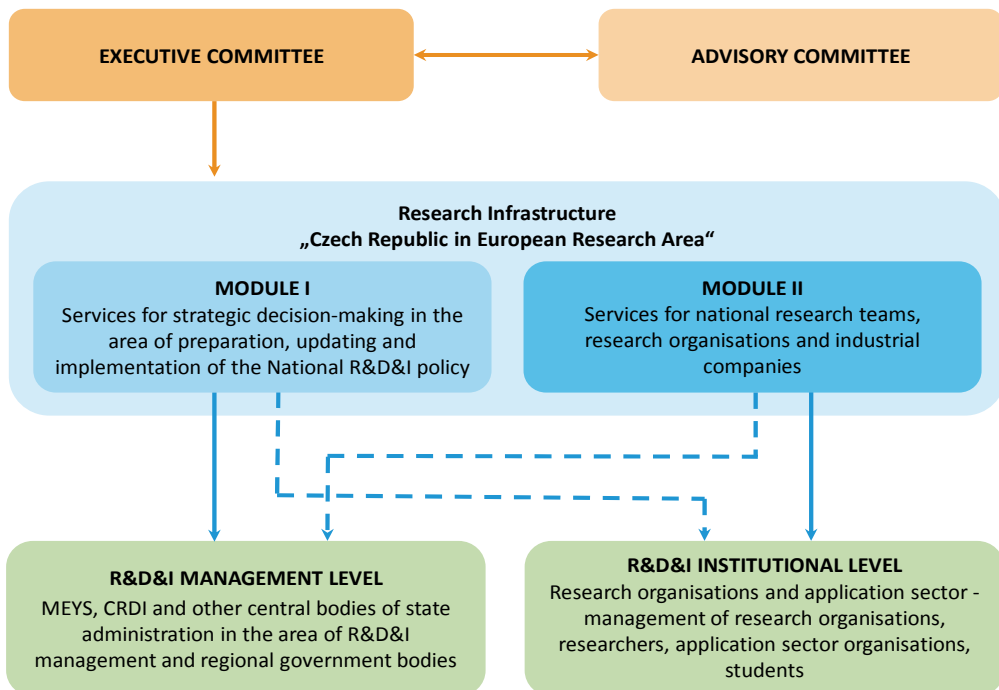 EXECUTIVE COMMITTEE
ADVISORY COMMITTEE
Research Infrastructure
„Czech Republic in European Research Area“
MODULE I
Services for strategic decision-making in the
area of preparation, updating and
implementation of the National R&D&I policy
MODULE II
Services for national research teams,
research organisations and industrial
companies
R&D&I MANAGEMENT LEVEL
MEYS, CRDI and other central bodies of state
administration in the area of R&D&I
management and regional government bodies
R&D&I INSTITUTIONAL LEVEL
Research organisations and application sector -
management of research organisations,
researchers, application sector organisations,
students